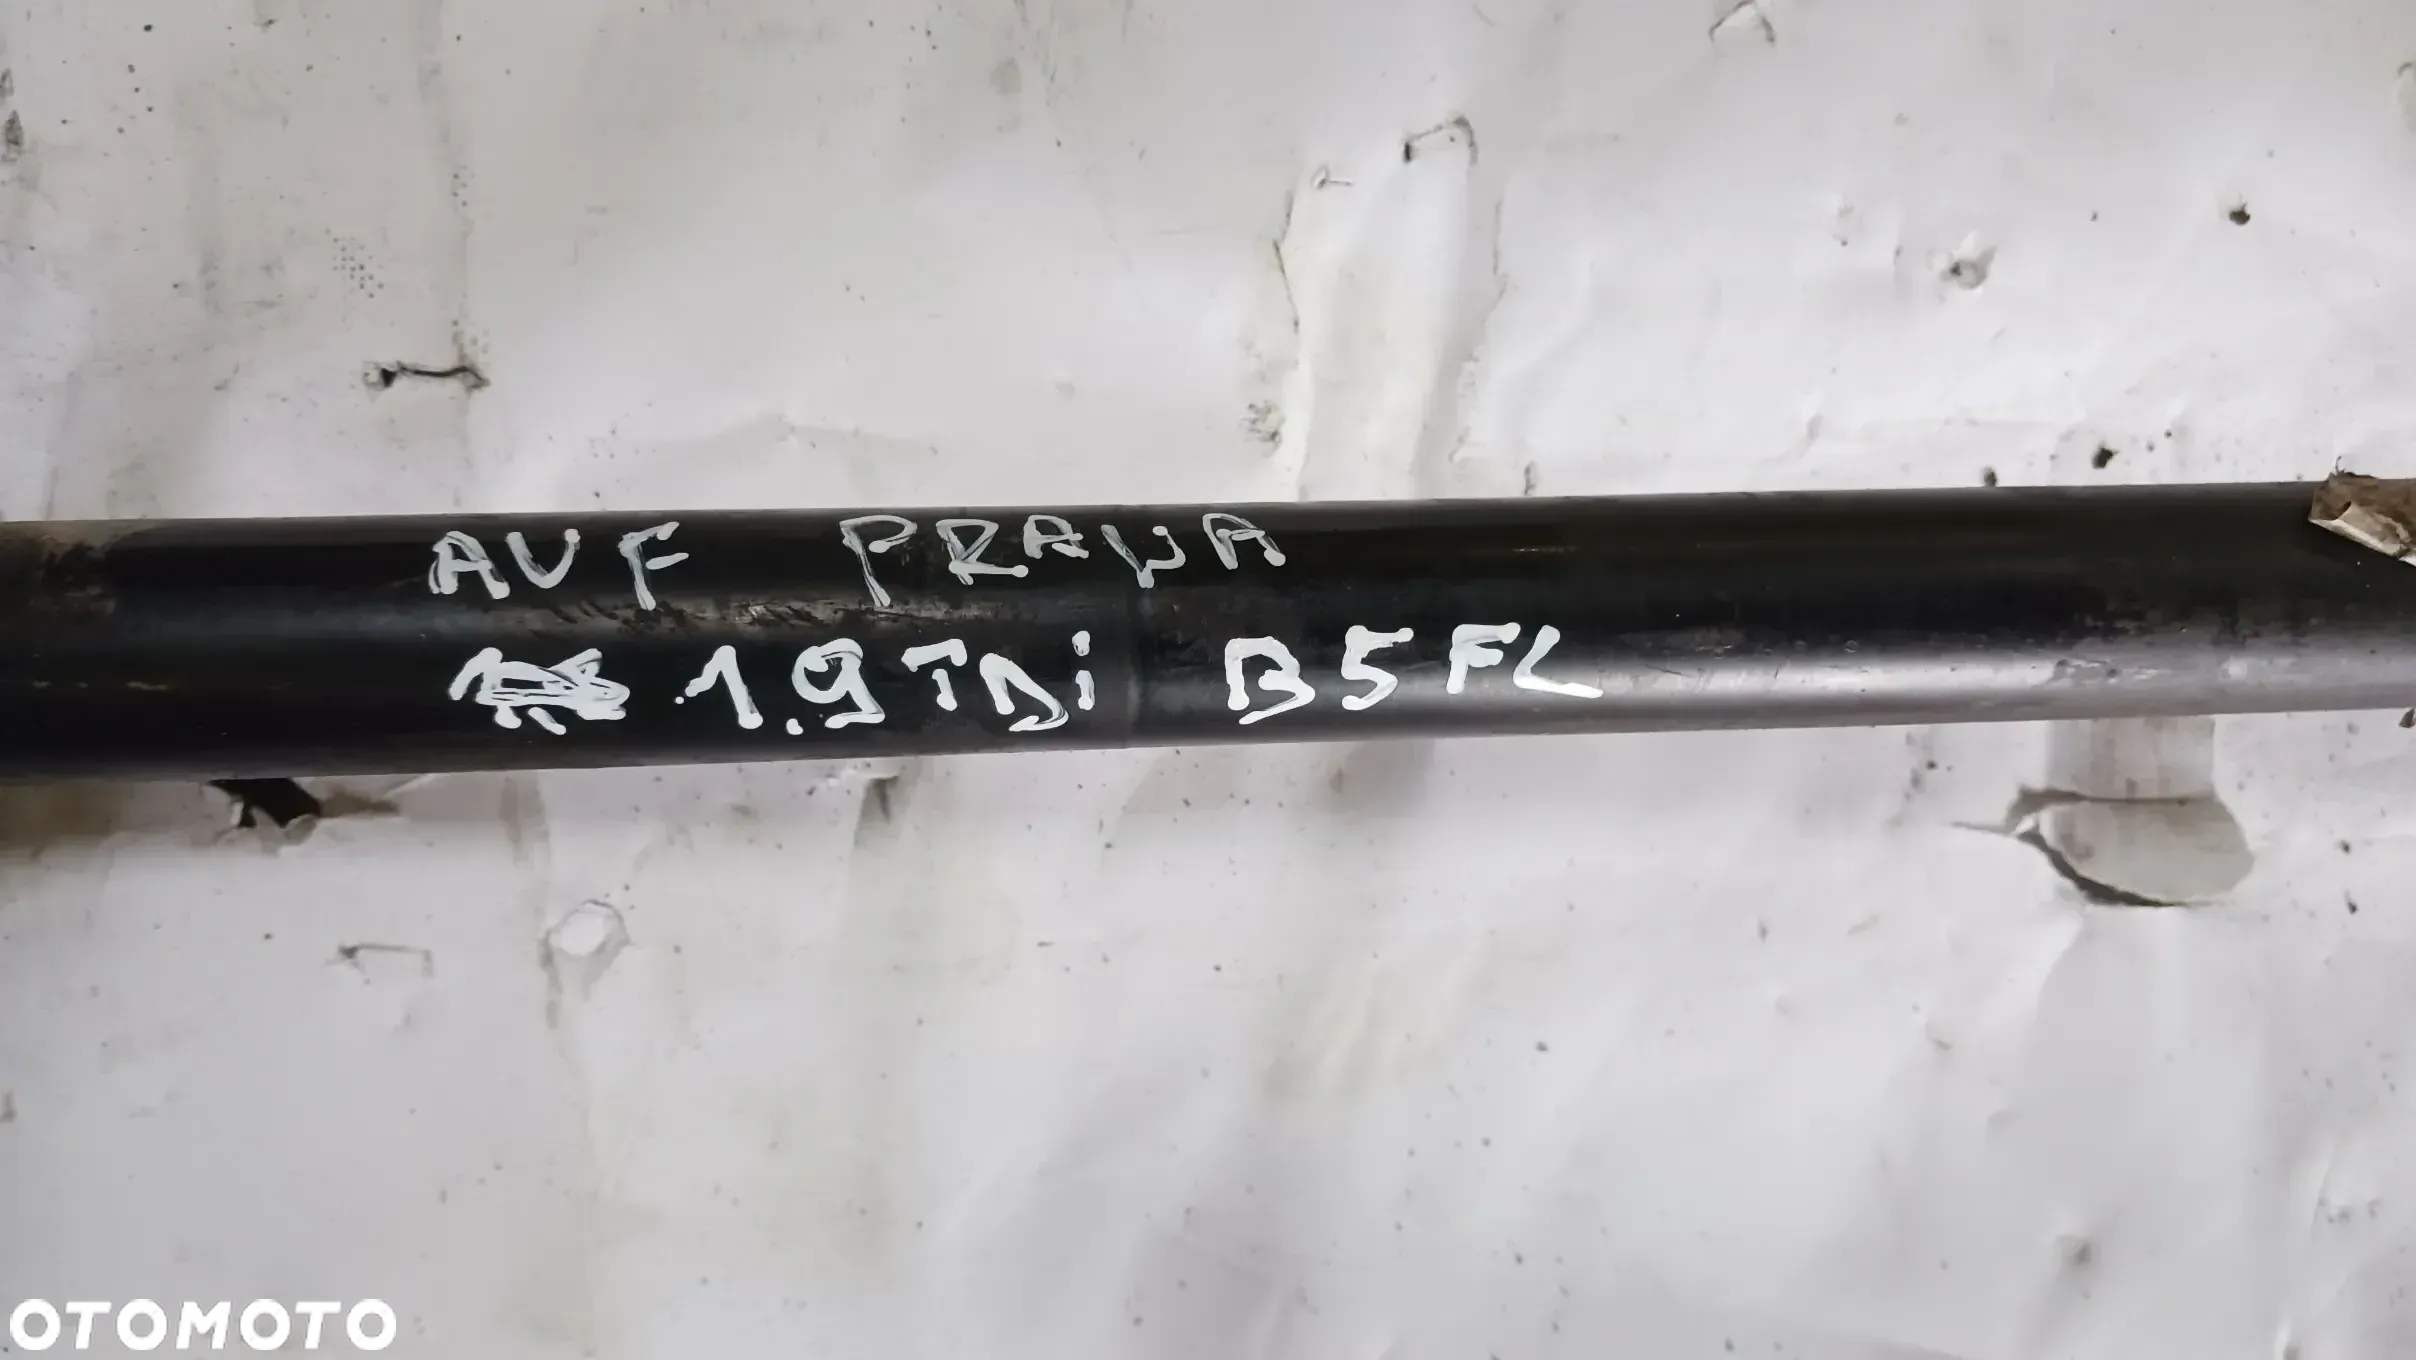 AVF PRAWA
1.9TDi B5FL
OTOMOTO